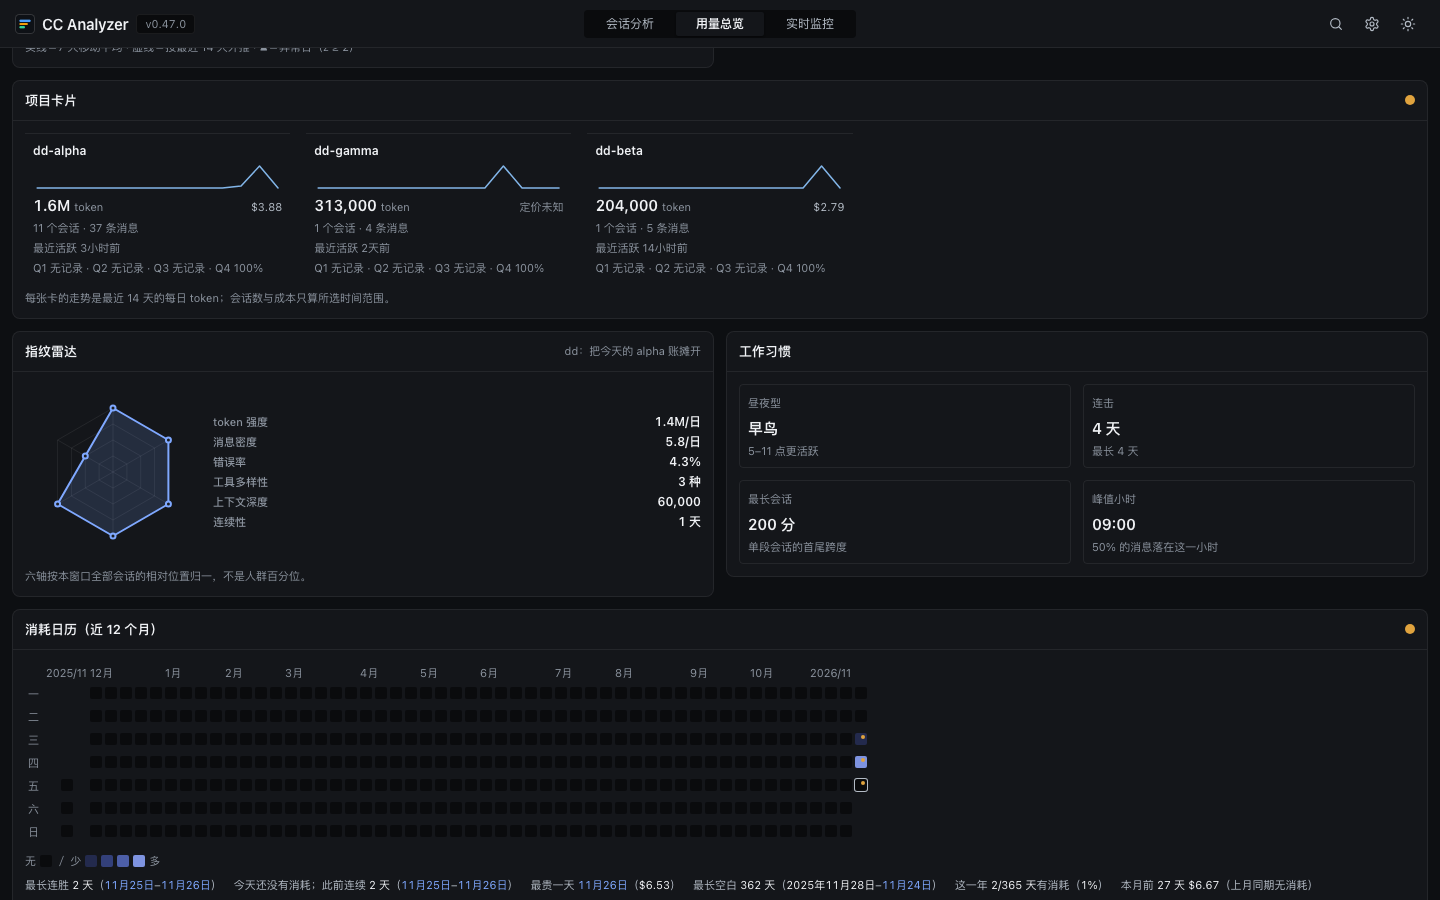 CC Analyzer v0.47.0 会话分析 用量总览 实时监控
项目卡片
dd-alpha
1.6M token $3.88
11 个会话 · 37 条消息
最近活跃 3小时前
Q1 无记录 · Q2 无记录 · Q3 无记录 · Q4 100%
dd-gamma
313,000 token 定价未知
1 个会话 · 4 条消息
最近活跃 2天前
Q1 无记录 · Q2 无记录 · Q3 无记录 · Q4 100%
dd-beta
204,000 token $2.79
1 个会话 · 5 条消息
最近活跃 14小时前
Q1 无记录 · Q2 无记录 · Q3 无记录 · Q4 100%
每张卡的走势是最近 14 天的每日 token；会话数与成本只算所选时间范围。
指纹雷达 dd：把今天的 alpha 账摊开
token 强度 1.4M/日
消息密度 5.8/日
错误率 4.3%
工具多样性 3 种
上下文深度 60,000
连续性 1 天
六轴按本窗口全部会话的相对位置归一，不是人群百分位。
工作习惯
昼夜型
早鸟
5–11 点更活跃
连击
4 天
最长 4 天
最长会话
200 分
单段会话的首尾跨度
峰值小时
09:00
50% 的消息落在这一小时
消耗日历（近 12 个月）
2025/11 12月 1月 2月 3月 4月 5月 6月 7月 8月 9月 10月 2026/11
一
二
三
四
五
六
日
无 / 少 多
最长连胜 2 天（11月25日–11月26日） 今天还没有消耗；此前连续 2 天（11月25日–11月26日） 最贵一天 11月26日（$6.53） 最长空白 362 天（2025年11月28日–11月24日） 这一年 2/365 天有消耗（1%） 本月前 27 天 $6.67（上月同期无消耗）